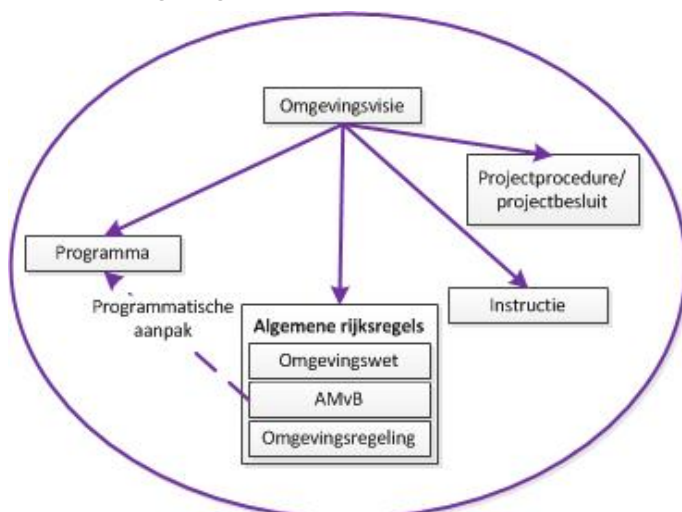 Omgevingsvisie
Projectprocedure/
projectbesluit
Programma
Programmatische
aanpak
Instructie
Algemene rijksregels
Omgevingswet
AMvB
Omgevingsregeling